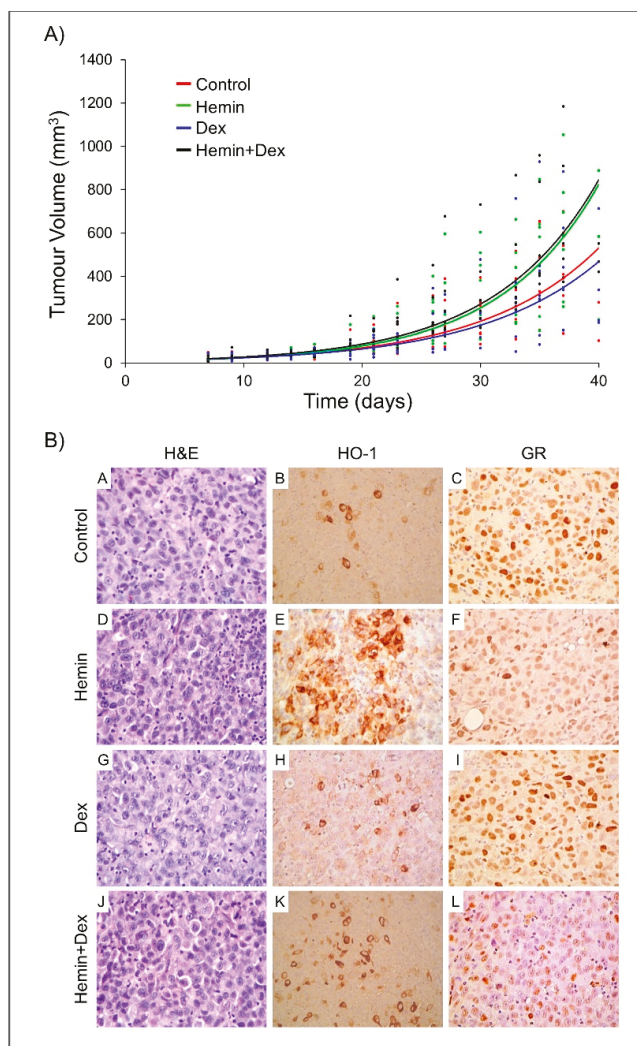 A)
1400
1200
1000
800
600
400
200
0
Tumour Volume (mm³)
Control
Hemin
Dex
Hemin+Dex
0 10 20 30 40
Time (days)
B)
H&E HO-1 GR
Control
A B C
Hemin
D E F
Dex
G H I
Hemin+Dex
J K L